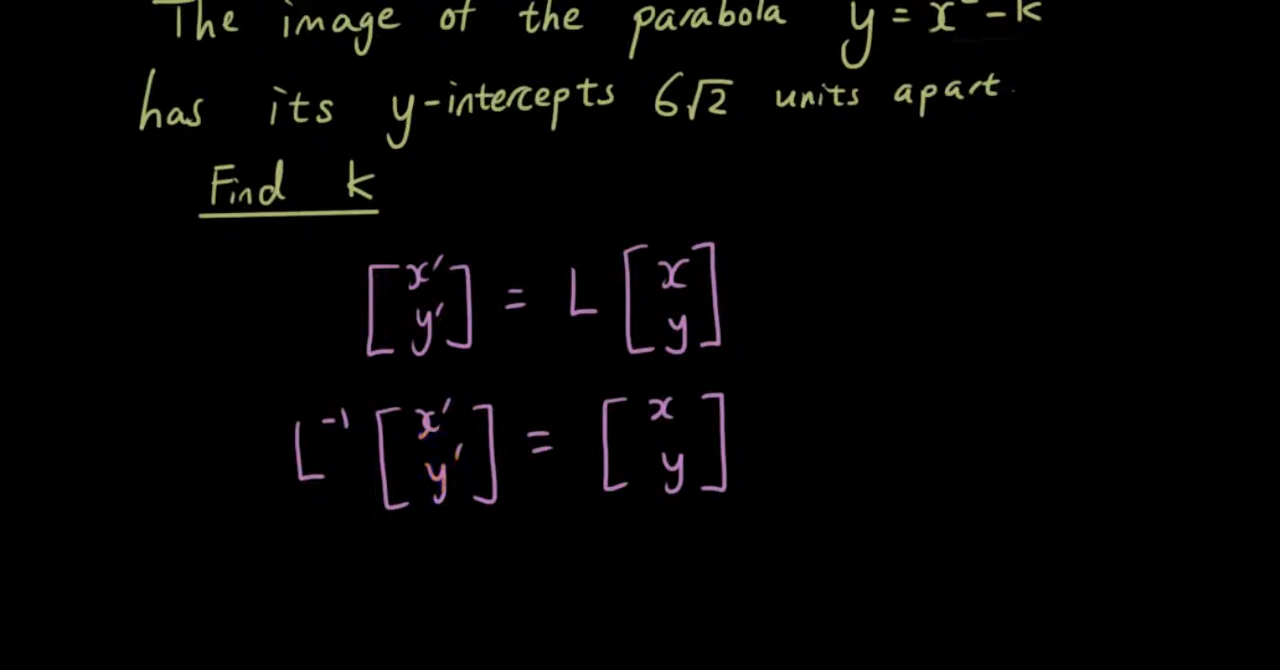 The image of the parabola y = x² - k
has its y-intercepts 6√2 units apart.
Find k
[x' y'] = L [x y]
L⁻¹ [x' y'] = [x y]